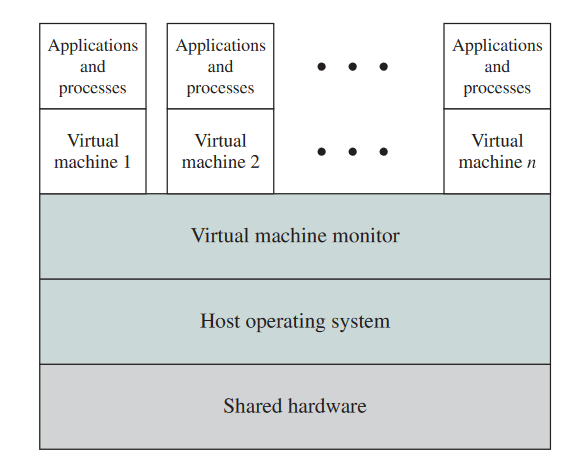 Applications
and
processes
Applications
and
processes
Applications
and
processes
Virtual
machine 1
Virtual
machine 2
Virtual
machine n
Virtual machine monitor
Host operating system
Shared hardware